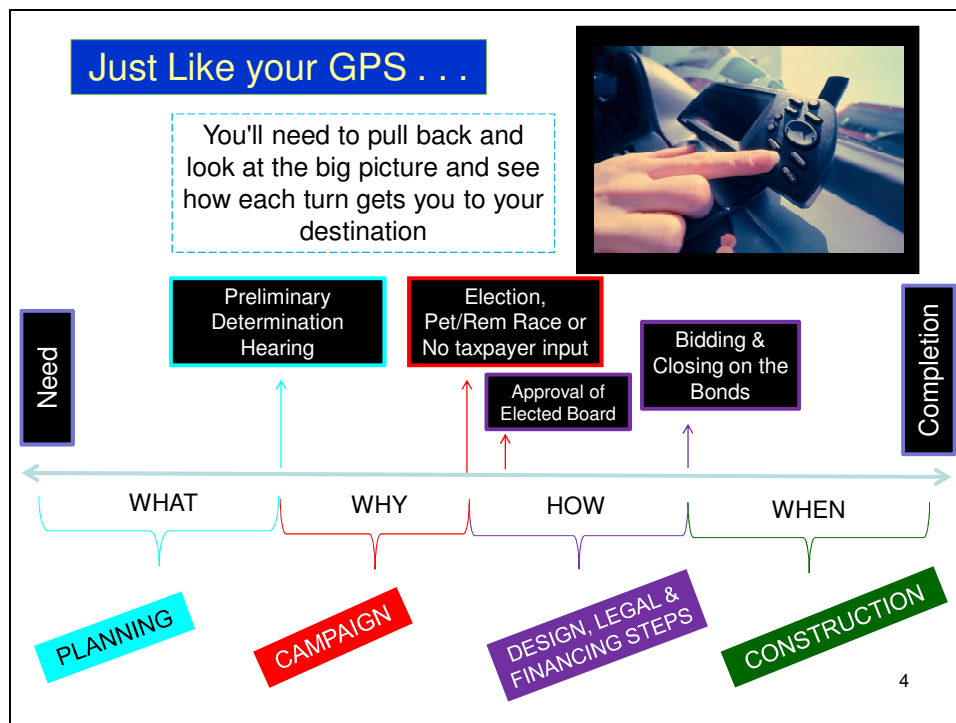 Just Like your GPS . . .
You'll need to pull back and
look at the big picture and see
how each turn gets you to your
destination
Need
Preliminary
Determination
Hearing
Election,
Pet/Rem Race or
No taxpayer input
Approval of
Elected Board
Bidding &
Closing on the
Bonds
Completion
WHAT
WHY
HOW
WHEN
PLANNING
CAMPAIGN
DESIGN, LEGAL &
FINANCING STEPS
CONSTRUCTION
4